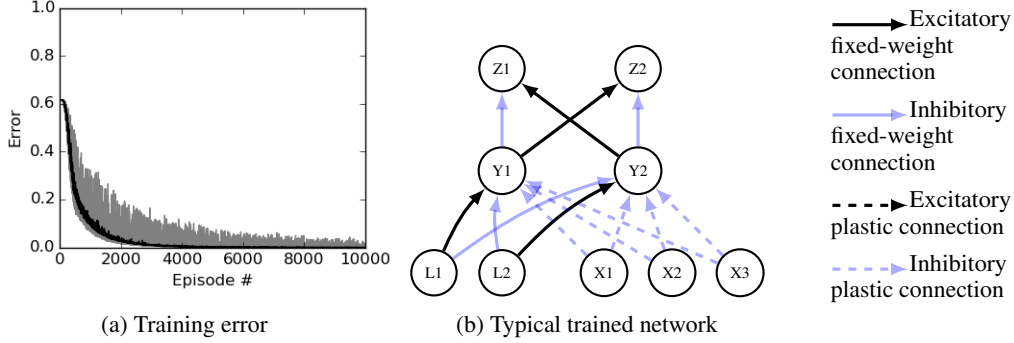 1.0
0.8
0.6
0.4
0.2
0.0
Error
0 2000 4000 6000 8000 10000
Episode #
(a) Training error
Z1 Z2
Y1 Y2
L1 L2 X1 X2 X3
(b) Typical trained network
Excitatory
fixed-weight
connection
Inhibitory
fixed-weight
connection
Excitatory
plastic connection
Inhibitory
plastic connection